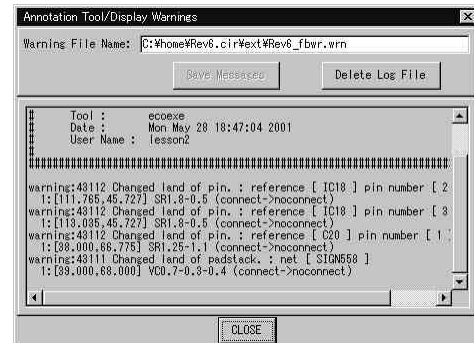 Annotation Tool/Display Warnings
Warning File Name: C:¥home¥Rev6.cir¥ext¥Rev6_fbwr.wrn
Save Messages Delete Log File
# Tool : ecoexe
# Date : Mon May 28 18:47:04 2001
# User Name : lesson2
#
##########################################################
warning:43112 Changed land of pin. : reference [ IC18 ] pin number [ 2
1:[111.765,45.727] SR1.8-0.5 (connect->noconnect)
warning:43112 Changed land of pin. : reference [ IC18 ] pin number [ 3
1:[113.035,45.727] SR1.8-0.5 (connect->noconnect)
warning:43112 Changed land of pin. : reference [ C20 ] pin number [ 1 ]
1:[38.000,66.775] SR1.25-1.1 (connect->noconnect)
warning:43111 Changed land of padstack. : net [ SIGN558 ]
1:[39.000,68.000] VC0.7-0.3-0.4 (connect->noconnect)
CLOSE